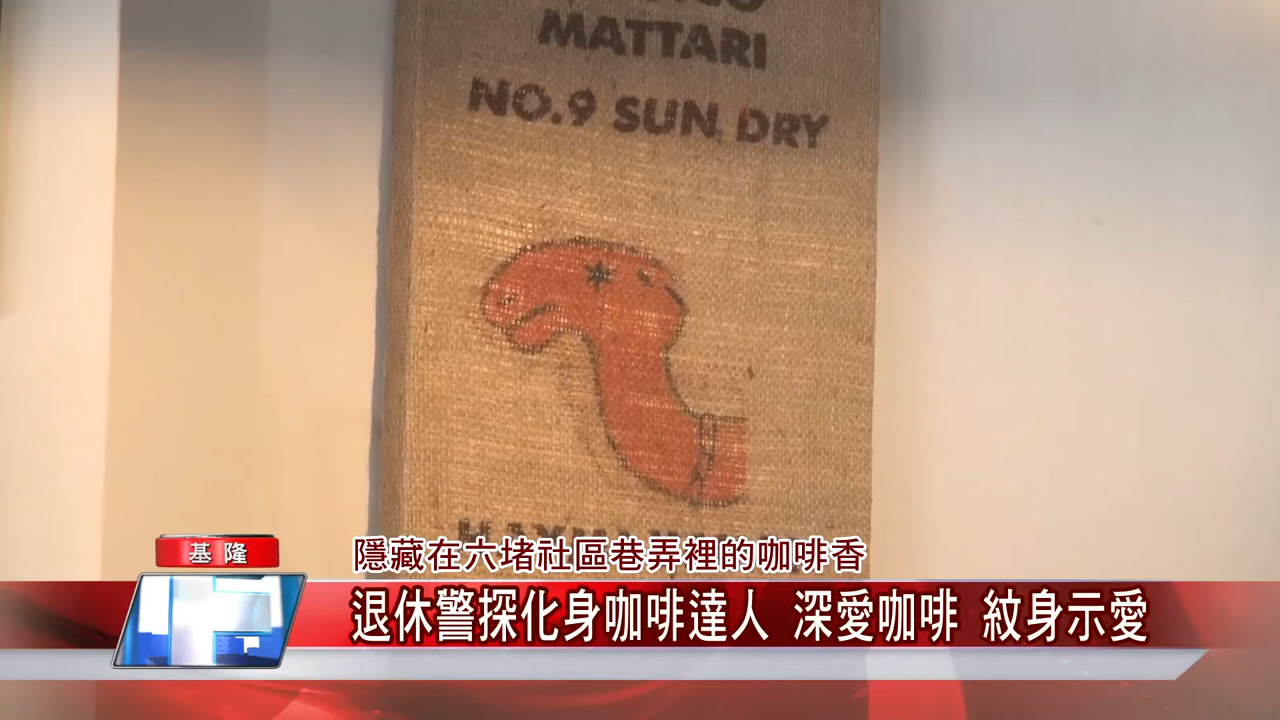 MATTARI
NO.9 SUN DRY
基隆
隱藏在六堵社區巷弄裡的咖啡香
退休警探化身咖啡達人 深愛咖啡 紋身示愛